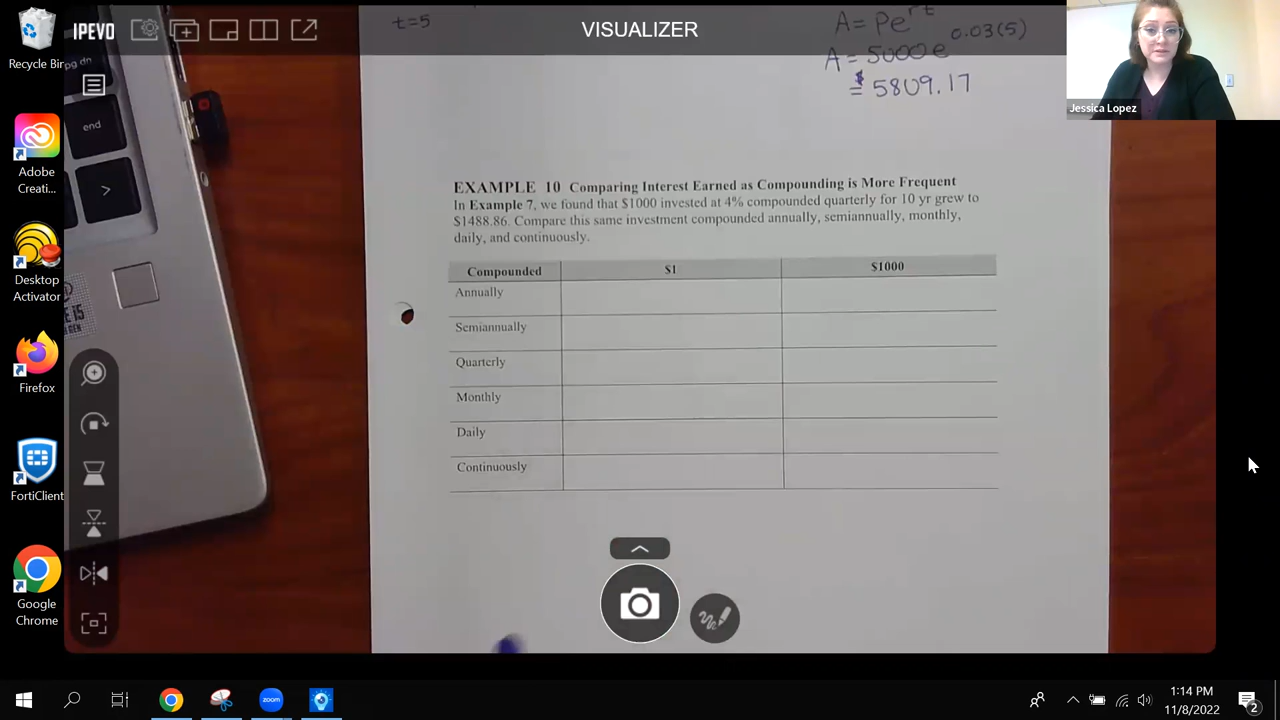 Recycle Bin
IPEVO
VISUALIZER
t=5
A = Pe^rt
A = 5000e^0.03(5)
= $5809.17
Jessica Lopez
pg dn
end
>
Adobe
Creati...
Desktop
Activator
Firefox
FortiClient
Google
Chrome
EXAMPLE 10 Comparing Interest Earned as Compounding is More Frequent
In Example 7, we found that $1000 invested at 4% compounded quarterly for 10 yr grew to
$1488.86. Compare this same investment compounded annually, semiannually, monthly,
daily, and continuously.
Compounded $1 $1000
Annually
Semiannually
Quarterly
Monthly
Daily
Continuously
zoom
1:14 PM
11/8/2022
2